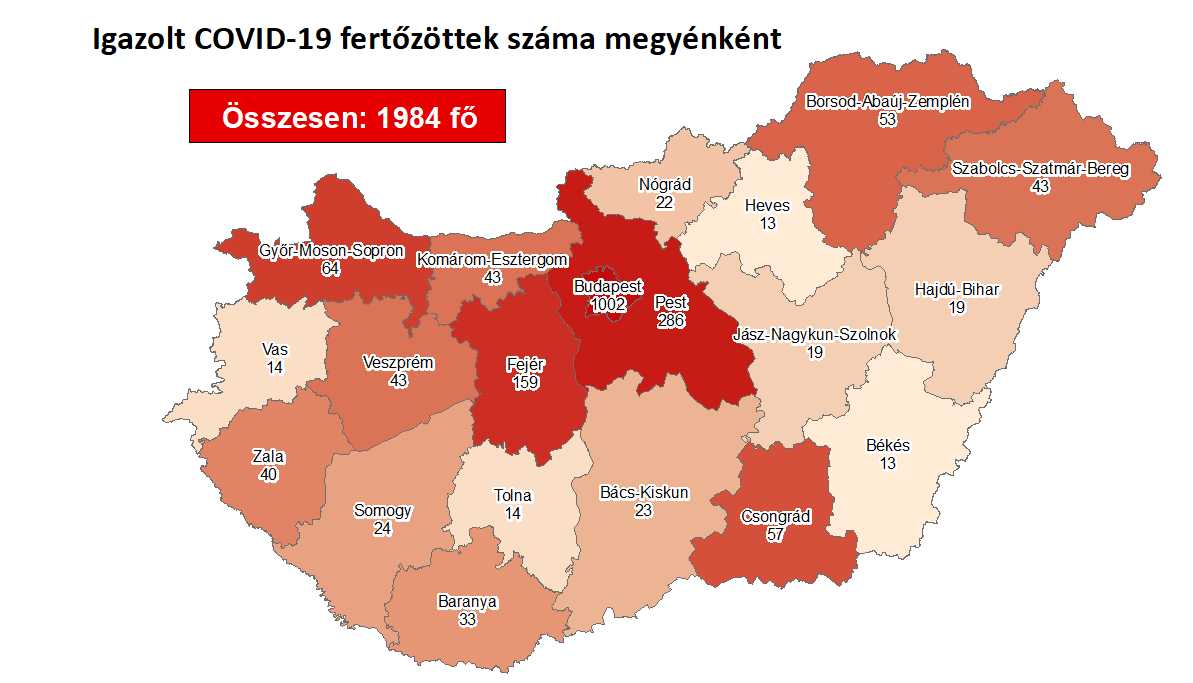 Igazolt COVID-19 fertőzöttek száma megyénként
Összesen: 1984 fő
Borsod-Abaúj-Zemplén
53
Szabolcs-Szatmár-Bereg
43
Nógrád
22
Heves
13
Győr-Moson-Sopron
64
Komárom-Esztergom
43
Budapest
1002
Pest
286
Hajdú-Bihar
19
Jász-Nagykun-Szolnok
19
Vas
14
Veszprém
43
Fejér
159
Zala
40
Somogy
24
Tolna
14
Bács-Kiskun
23
Békés
13
Csongrád
57
Baranya
33